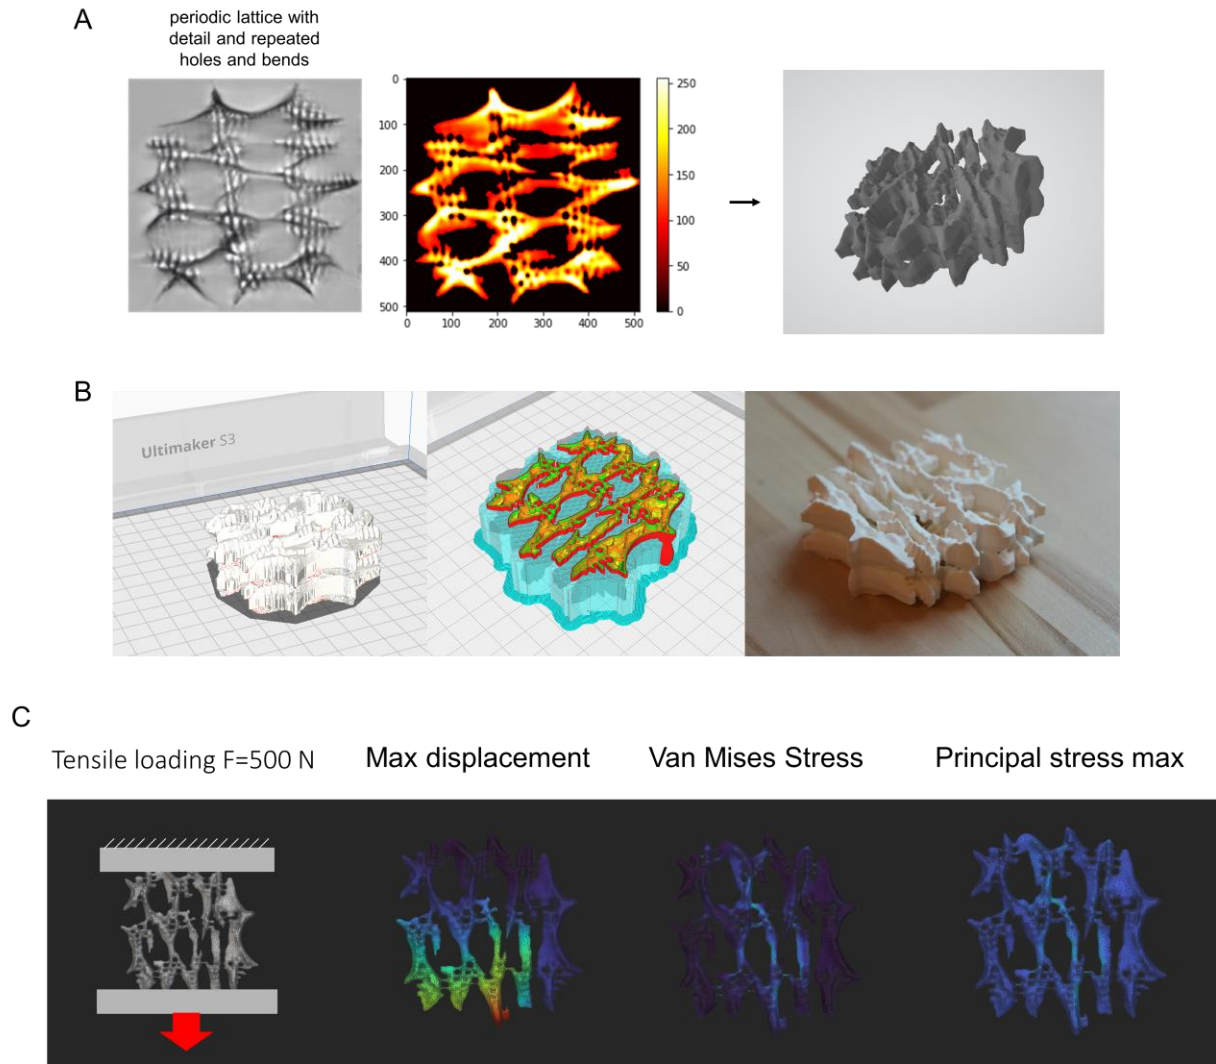 A
periodic lattice with
detail and repeated
holes and bends
0
100
200
300
400
500
0 100 200 300 400 500
250
200
150
100
50
0
B
Ultimaker S3
C
Tensile loading F=500 N
Max displacement
Van Mises Stress
Principal stress max